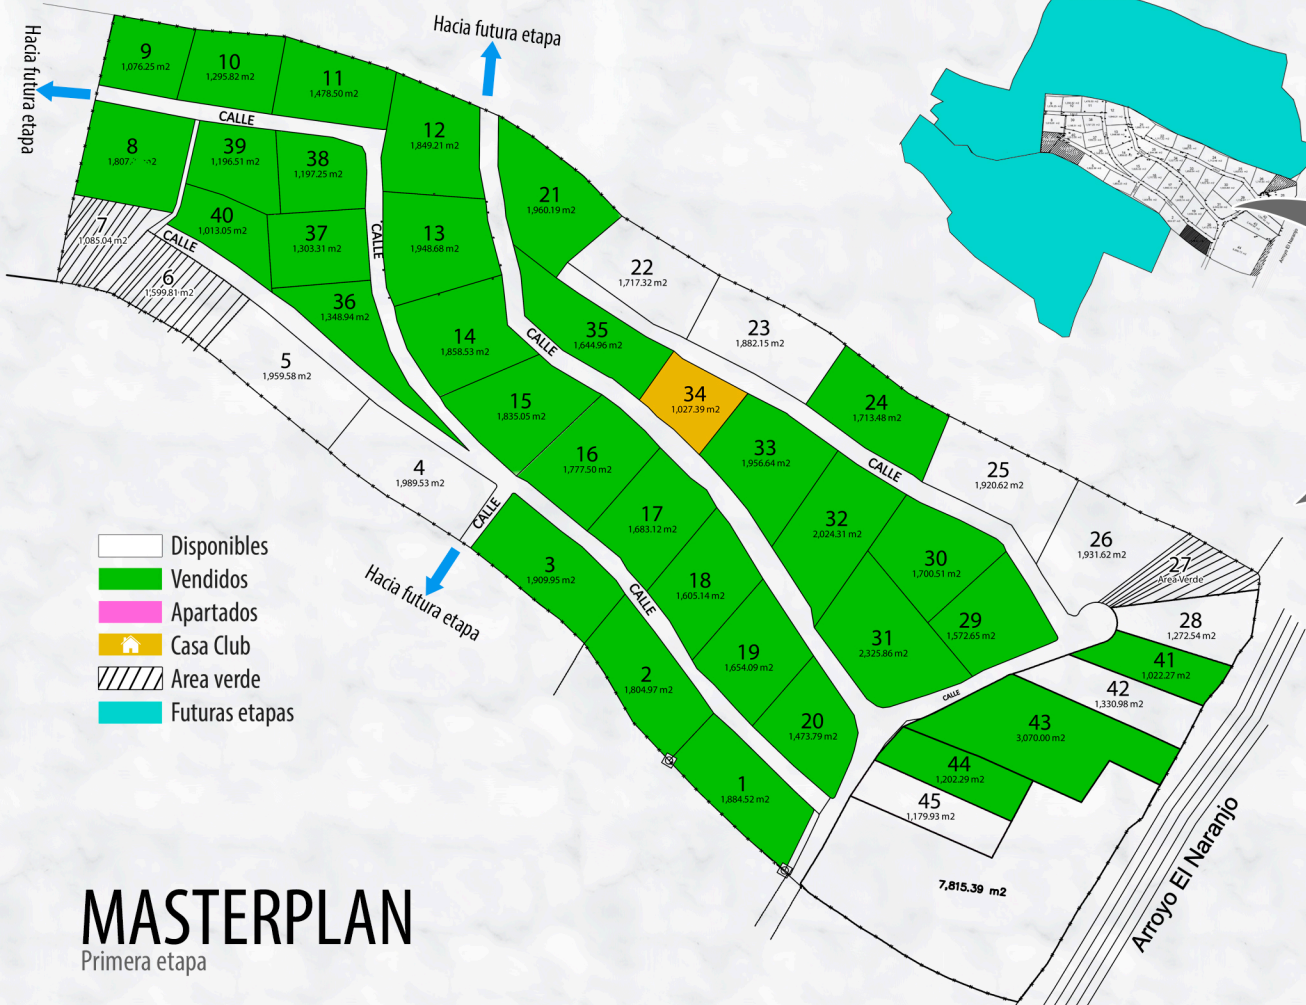 Hacia futura etapa
Hacia futura etapa
9
1,076.25 m2
10
1,295.82 m2
11
1,478.50 m2
CALLE
12
1,849.21 m2
8
39
1,196.51 m2
38
1,197.25 m2
21
1,960.19 m2
7
1,085.04 m2
40
1,013.05 m2
37
1,303.31 m2
CALLE
13
1,948.68 m2
CALLE
6
1,599.81 m2
22
1,717.32 m2
36
1,348.94 m2
14
1,858.53 m2
CALLE
35
1,644.96 m2
23
1,882.15 m2
5
1,959.58 m2
15
1,835.05 m2
34
1,027.39 m2
24
1,713.48 m2
4
1,989.53 m2
16
1,777.50 m2
33
1,956.64 m2
CALLE
25
1,920.62 m2
CALLE
17
1,683.12 m2
32
2,024.31 m2
26
1,931.62 m2
3
1,909.95 m2
30
1,700.51 m2
27
Area Verde
Hacia futura etapa
CALLE
18
1,605.14 m2
29
1,572.65 m2
28
1,272.54 m2
31
2,325.86 m2
19
1,654.09 m2
41
1,022.27 m2
2
1,804.97 m2
CALLE
42
1,330.98 m2
20
1,473.79 m2
43
3,070.00 m2
1
1,884.52 m2
44
1,202.29 m2
45
1,179.93 m2
7,815.39 m2
Arroyo El Naranjo
Arroyo El Naranjo
Disponibles
Vendidos
Apartados
Casa Club
Area verde
Futuras etapas
MASTERPLAN
Primera etapa